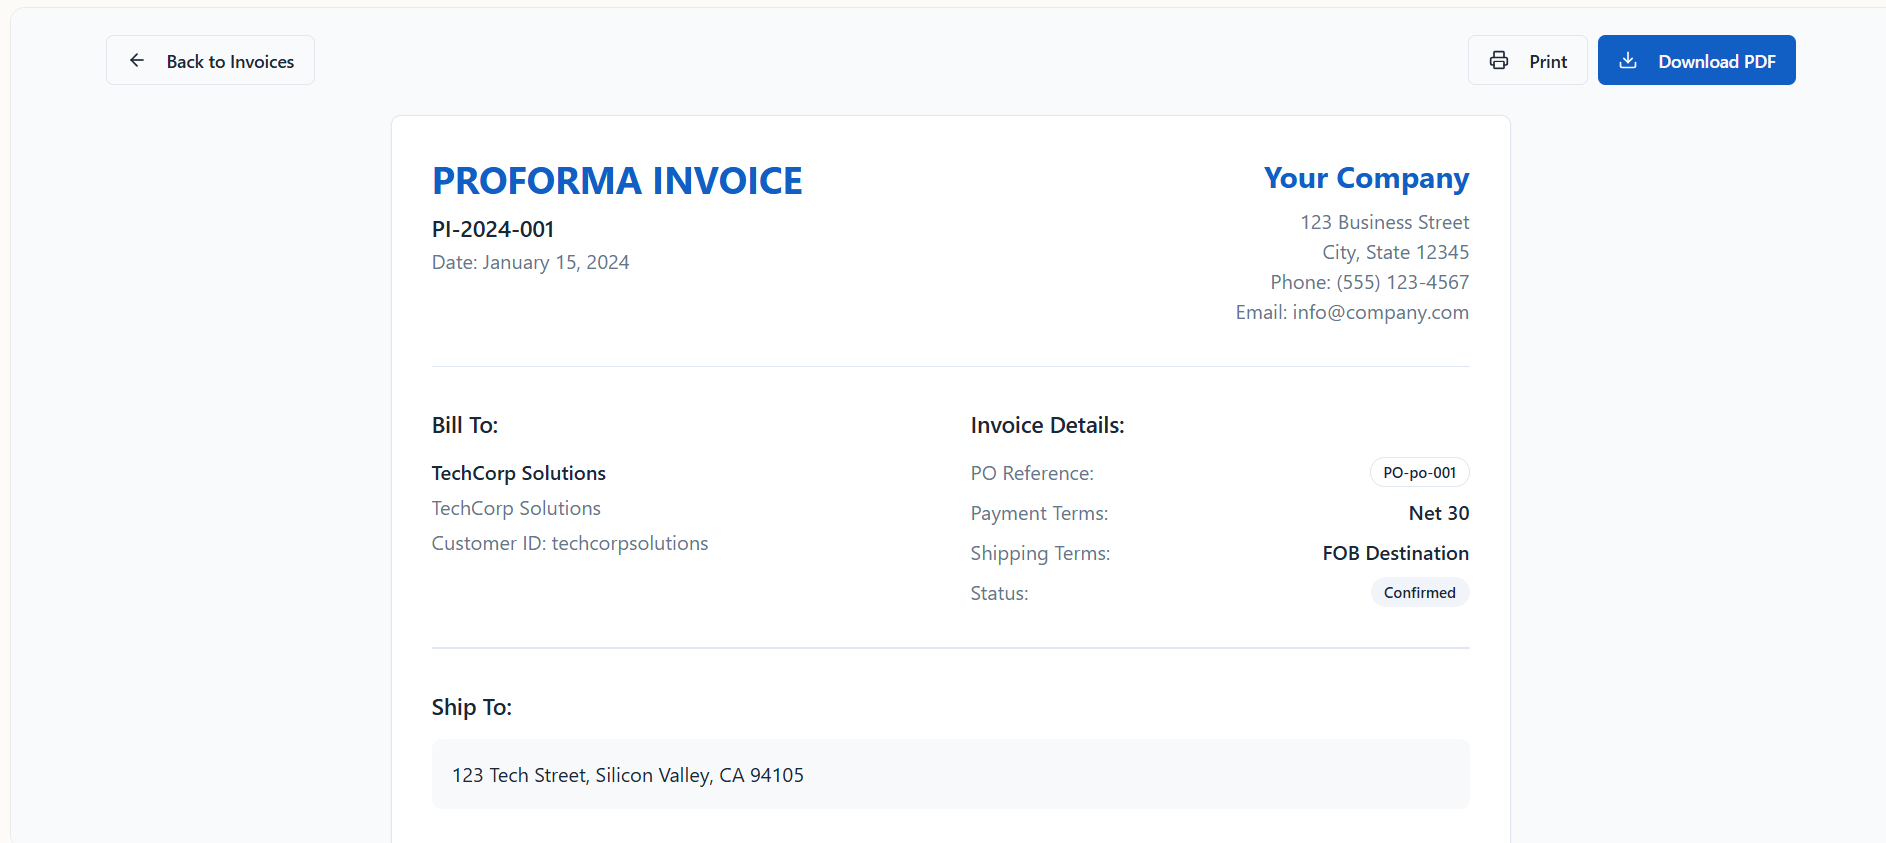 Back to Invoices
Print
Download PDF
PROFORMA INVOICE
PI-2024-001
Date: January 15, 2024
Your Company
123 Business Street
City, State 12345
Phone: (555) 123-4567
Email: info@company.com
Bill To:
TechCorp Solutions
TechCorp Solutions
Customer ID: techcorpsolutions
Invoice Details:
PO Reference: PO-po-001
Payment Terms: Net 30
Shipping Terms: FOB Destination
Status: Confirmed
Ship To:
123 Tech Street, Silicon Valley, CA 94105